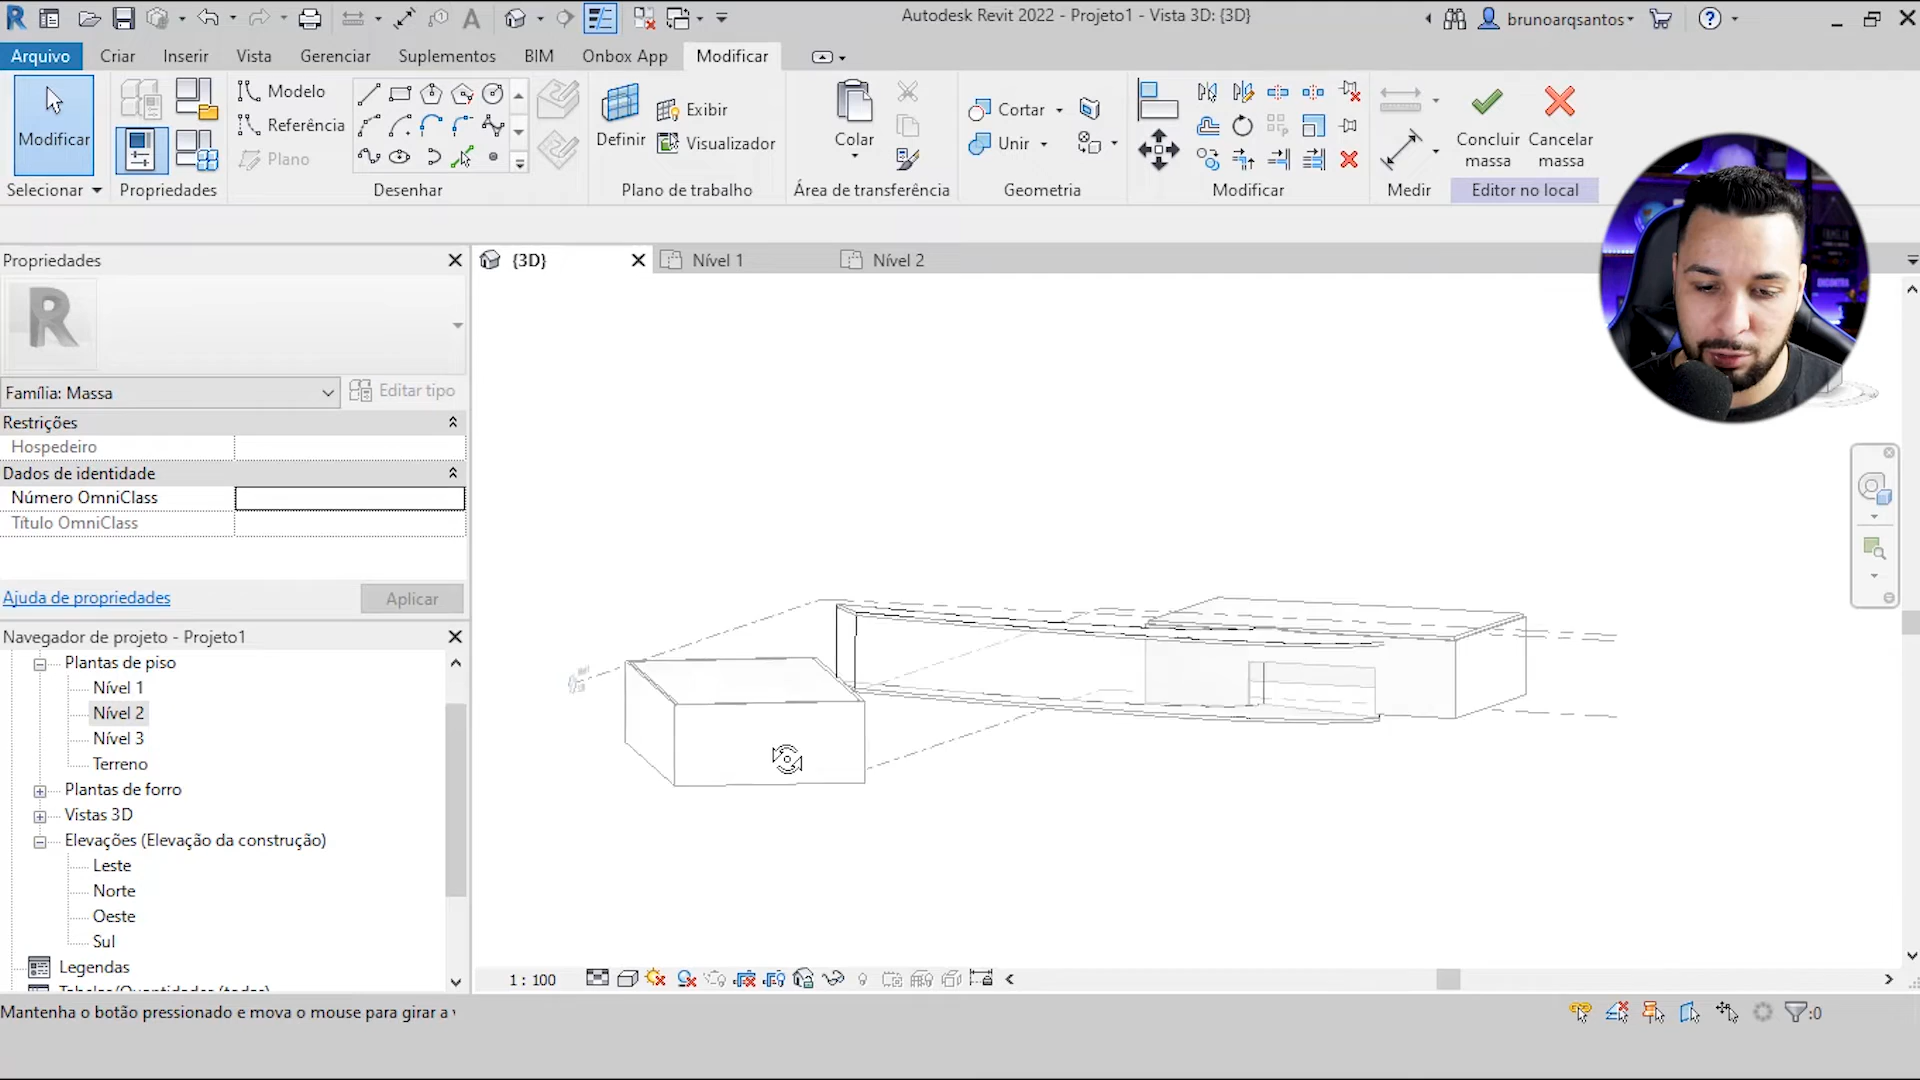 Autodesk Revit 2022 - Projeto1 - Vista 3D: {3D}
brunoarqsantos
Arquivo Criar Inserir Vista Gerenciar Suplementos BIM Onbox App Modificar
Modificar
Selecionar
Propriedades
Modelo
Referência
Plano
Desenhar
Definir
Exibir
Visualizador
Plano de trabalho
Colar
Área de transferência
Cortar
Unir
Geometria
Modificar
Medir
Concluir massa
Cancelar massa
Editor no local
Propriedades
{3D} Nível 1 Nível 2
R
Família: Massa
Editar tipo
Restrições
Hospedeiro
Dados de identidade
Número OmniClass
Título OmniClass
Ajuda de propriedades
Aplicar
Navegador de projeto - Projeto1
Plantas de piso
Nível 1
Nível 2
Nível 3
Terreno
Plantas de forro
Vistas 3D
Elevações (Elevação da construção)
Leste
Norte
Oeste
Sul
Legendas
Tabelas/Quantidades (todas)
1 : 100
Mantenha o botão pressionado e mova o mouse para girar a
:0